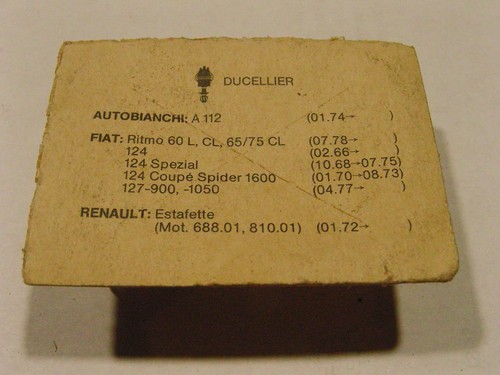 DUCELLIER
AUTOBIANCHI: A 112 (01.74→ )
FIAT: Ritmo 60 L, CL, 65/75 CL (07.78→ )
124 (02.66→ )
124 Spezial (10.68→07.75)
124 Coupé Spider 1600 (01.70→08.73)
127-900, -1050 (04.77→ )
RENAULT: Estafette
(Mot. 688.01, 810.01) (01.72→ )